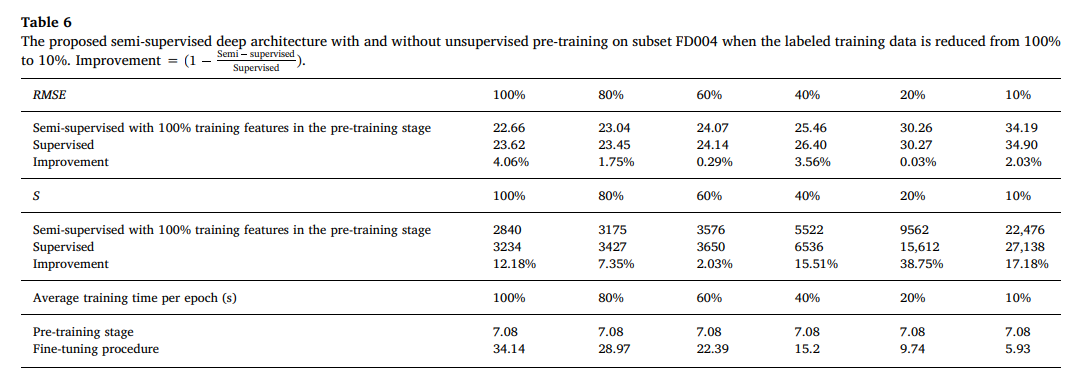 Table 6
The proposed semi-supervised deep architecture with and without unsupervised pre-training on subset FD004 when the labeled training data is reduced from 100%
to 10%. Improvement = (1 − Semi−supervised / Supervised).
RMSE 100% 80% 60% 40% 20% 10%
Semi-supervised with 100% training features in the pre-training stage 22.66 23.04 24.07 25.46 30.26 34.19
Supervised 23.62 23.45 24.14 26.40 30.27 34.90
Improvement 4.06% 1.75% 0.29% 3.56% 0.03% 2.03%
S 100% 80% 60% 40% 20% 10%
Semi-supervised with 100% training features in the pre-training stage 2840 3175 3576 5522 9562 22,476
Supervised 3234 3427 3650 6536 15,612 27,138
Improvement 12.18% 7.35% 2.03% 15.51% 38.75% 17.18%
Average training time per epoch (s) 100% 80% 60% 40% 20% 10%
Pre-training stage 7.08 7.08 7.08 7.08 7.08 7.08
Fine-tuning procedure 34.14 28.97 22.39 15.2 9.74 5.93